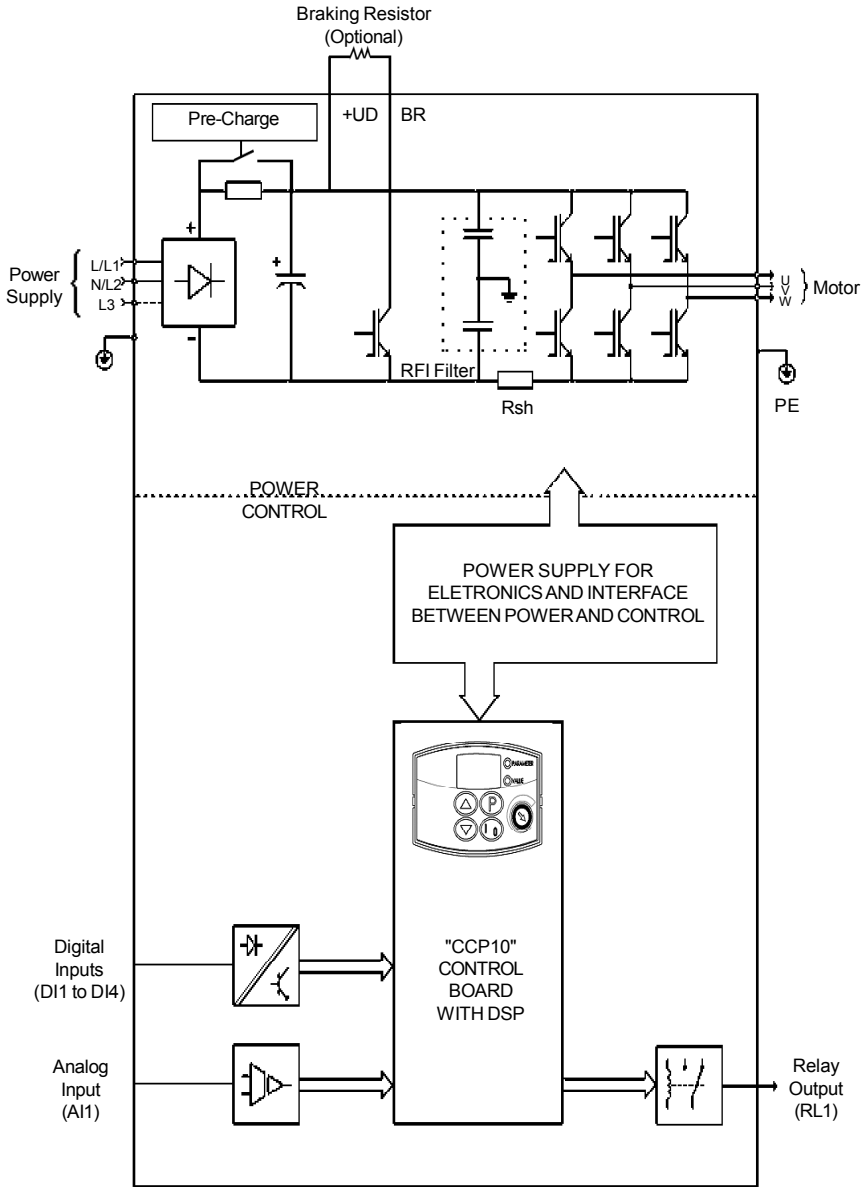 Braking Resistor
(Optional)
Pre-Charge
+UD
BR
+
Power
Supply
L/L1
N/L2
L3
+
-
U
V
W
Motor
RFI Filter
Rsh
PE
POWER
CONTROL
POWER SUPPLY FOR
ELETRONICS AND INTERFACE
BETWEEN POWER AND CONTROL
PARAMETER
VALUE
P
I 0
Digital
Inputs
(DI1 to DI4)
"CCP10"
CONTROL
BOARD
WITH DSP
Analog
Input
(AI1)
Relay
Output
(RL1)